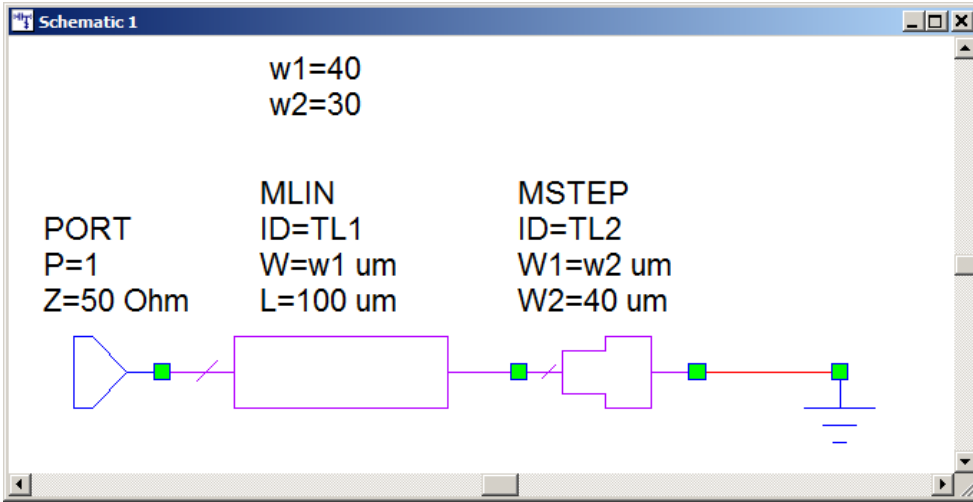 Schematic 1
w1=40
w2=30
PORT
P=1
Z=50 Ohm
MLIN
ID=TL1
W=w1 um
L=100 um
MSTEP
ID=TL2
W1=w2 um
W2=40 um